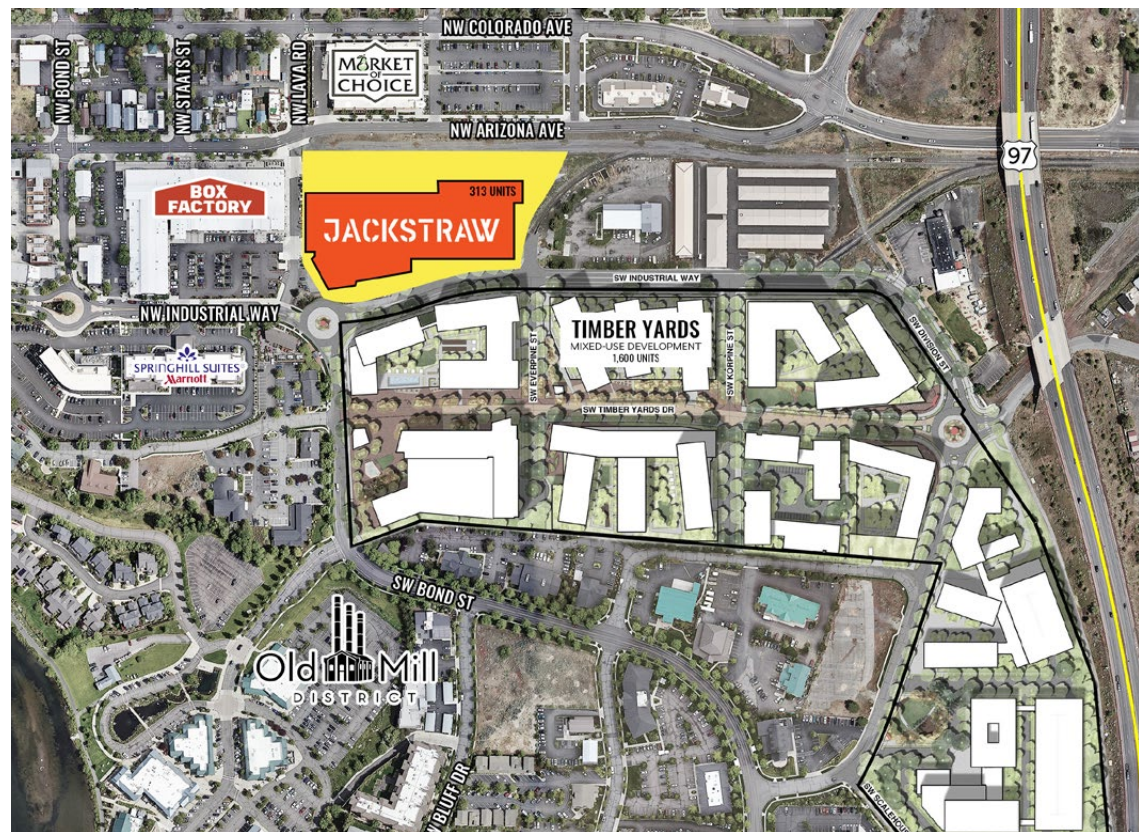 NW COLORADO AVE
NW BOND ST
NW STAATS ST
NW LAVA RD
MARKET
OF
CHOICE
NW ARIZONA AVE
97
BOX
FACTORY
313 UNITS
JACKSTRAW
SW INDUSTRIAL WAY
NW INDUSTRIAL WAY
TIMBER YARDS
MIXED-USE DEVELOPMENT
1,600 UNITS
SW EVERPINE ST
SW KORPINE ST
SW DIVISION ST
SPRINGHILL SUITES
Marriott
SW TIMBER YARDS DR
SW BOND ST
Old Mill
DISTRICT
SW BLUFF DR